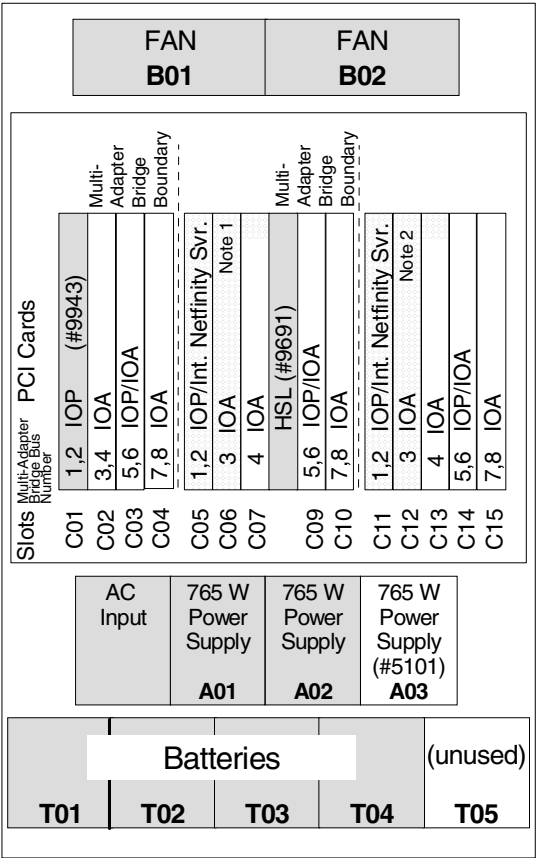 FAN
B01
FAN
B02
Slots
Multi-Adapter
Bridge Bus
Number
PCI Cards
C01 1,2 IOP (#9943)
C02 3,4 IOA
C03 5,6 IOP/IOA
C04 7,8 IOA
Multi-
Adapter
Bridge
Boundary
C05 1,2 IOP/Int. Netfinity Svr.
C06 3 IOA Note 1
C07 4 IOA
HSL (#9691)
C09 5,6 IOP/IOA
C10 7,8 IOA
Multi-
Adapter
Bridge
Boundary
C11 1,2 IOP/Int. Netfinity Svr.
C12 3 IOA Note 2
C13 4 IOA
C14 5,6 IOP/IOA
C15 7,8 IOA
AC
Input
765 W
Power
Supply
A01
765 W
Power
Supply
A02
765 W
Power
Supply
(#5101)
A03
Batteries
(unused)
T01
T02
T03
T04
T05